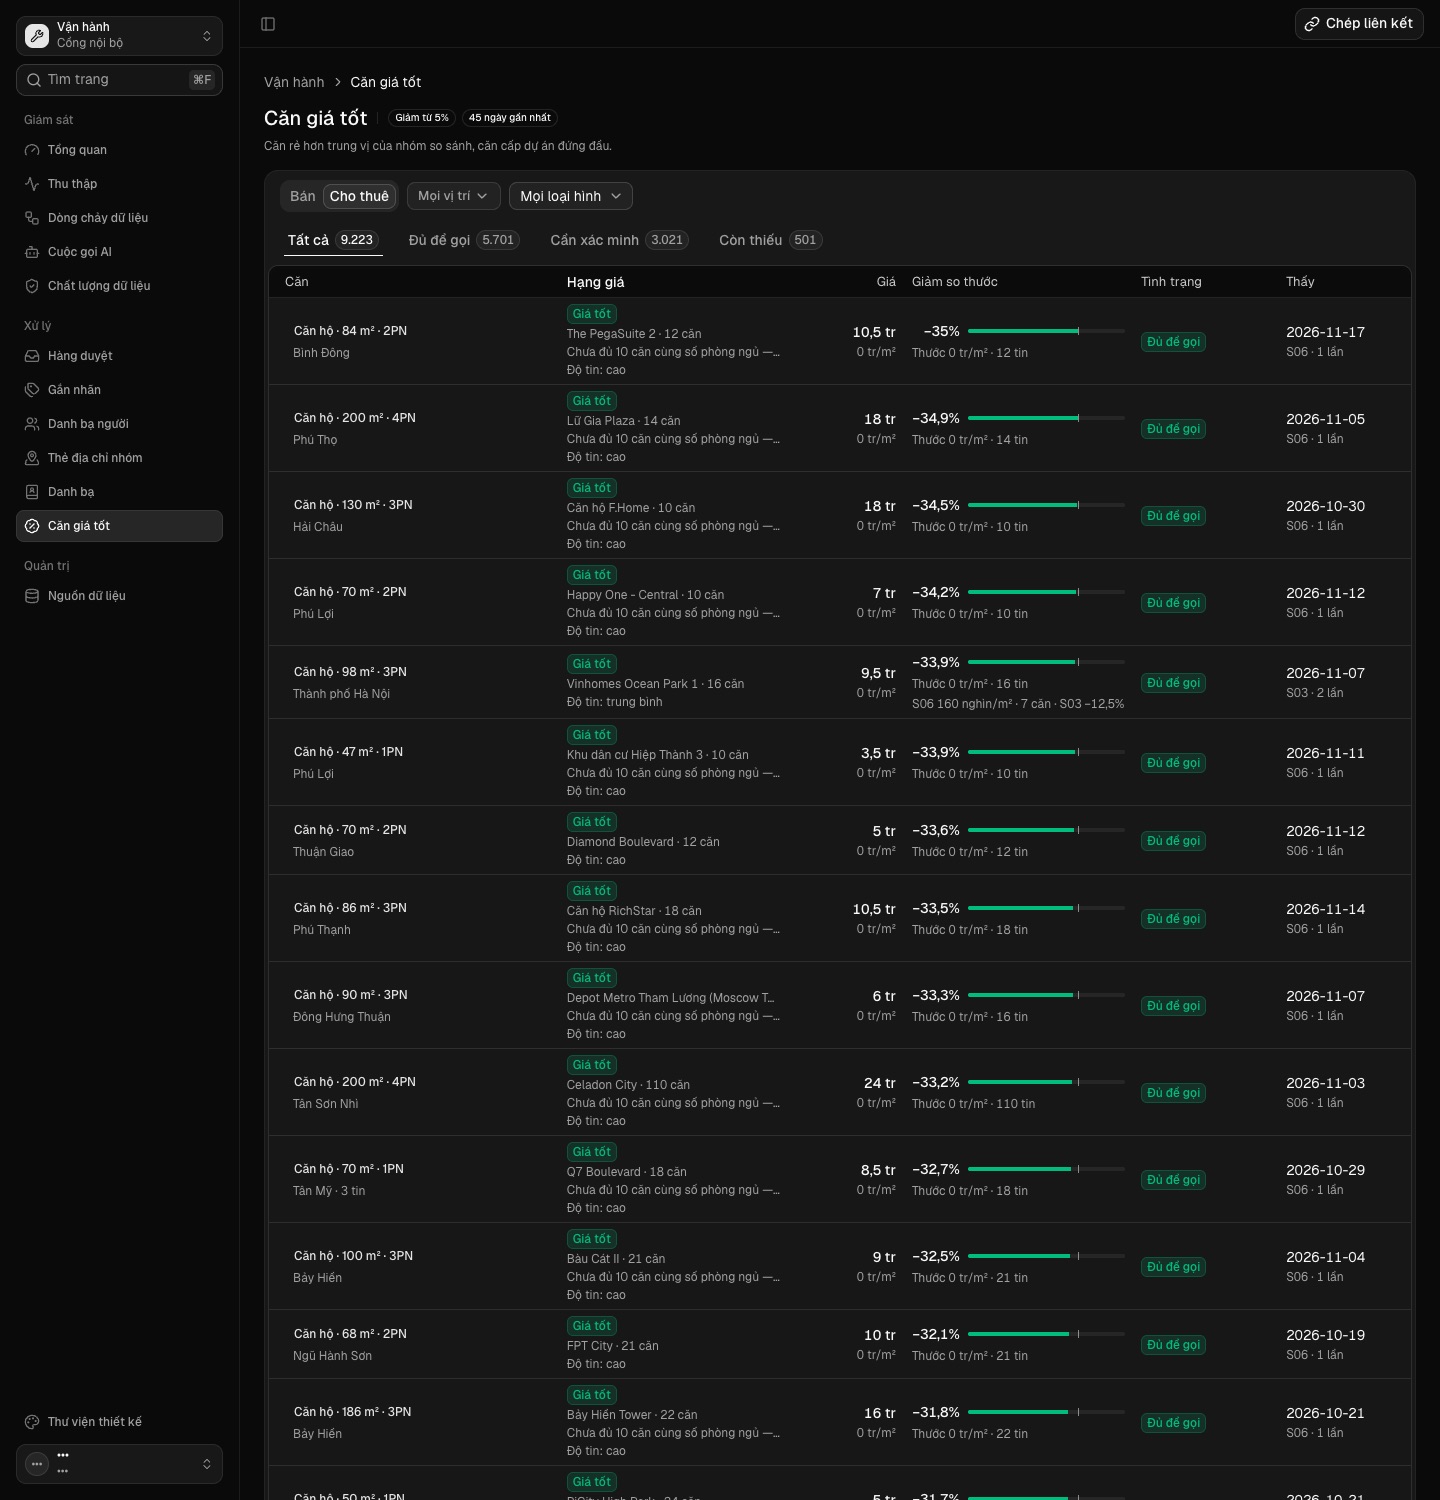 Vận hành
Cổng nội bộ
Tìm trang ⌘F
Giám sát
Tổng quan
Thu thập
Dòng chảy dữ liệu
Cuộc gọi AI
Chất lượng dữ liệu
Xử lý
Hàng duyệt
Gắn nhãn
Danh bạ người
Thẻ địa chỉ nhóm
Danh bạ
Căn giá tốt
Quản trị
Nguồn dữ liệu
Thư viện thiết kế
•••
•••
•••
Chép liên kết
Vận hành > Căn giá tốt
Căn giá tốt Giảm từ 5% 45 ngày gần nhất
Căn rẻ hơn trung vị của nhóm so sánh, căn cấp dự án đứng đầu.
Bán Cho thuê Mọi vị trí Mọi loại hình
Tất cả 9.223 Đủ để gọi 5.701 Cần xác minh 3.021 Còn thiếu 501
Căn Hạng giá Giá Giảm so thước Tình trạng Thấy
Căn hộ · 84 m² · 2PN
Bình Đông
Giá tốt
The PegaSuite 2 · 12 căn
Chưa đủ 10 căn cùng số phòng ngủ —…
Độ tin: cao
10,5 tr
0 tr/m²
−35%
Thước 0 tr/m² · 12 tin
Đủ để gọi
2026-11-17
S06 · 1 lần
Căn hộ · 200 m² · 4PN
Phú Thọ
Giá tốt
Lữ Gia Plaza · 14 căn
Chưa đủ 10 căn cùng số phòng ngủ —…
Độ tin: cao
18 tr
0 tr/m²
−34,9%
Thước 0 tr/m² · 14 tin
Đủ để gọi
2026-11-05
S06 · 1 lần
Căn hộ · 130 m² · 3PN
Hải Châu
Giá tốt
Căn hộ F.Home · 10 căn
Chưa đủ 10 căn cùng số phòng ngủ —…
Độ tin: cao
18 tr
0 tr/m²
−34,5%
Thước 0 tr/m² · 10 tin
Đủ để gọi
2026-10-30
S06 · 1 lần
Căn hộ · 70 m² · 2PN
Phú Lợi
Giá tốt
Happy One - Central · 10 căn
Chưa đủ 10 căn cùng số phòng ngủ —…
Độ tin: cao
7 tr
0 tr/m²
−34,2%
Thước 0 tr/m² · 10 tin
Đủ để gọi
2026-11-12
S06 · 1 lần
Căn hộ · 98 m² · 3PN
Thành phố Hà Nội
Giá tốt
Vinhomes Ocean Park 1 · 16 căn
Độ tin: trung bình
9,5 tr
0 tr/m²
−33,9%
Thước 0 tr/m² · 16 tin
S06 160 nghìn/m² · 7 căn · S03 −12,5%
Đủ để gọi
2026-11-07
S03 · 2 lần
Căn hộ · 47 m² · 1PN
Phú Lợi
Giá tốt
Khu dân cư Hiệp Thành 3 · 10 căn
Chưa đủ 10 căn cùng số phòng ngủ —…
Độ tin: cao
3,5 tr
0 tr/m²
−33,9%
Thước 0 tr/m² · 10 tin
Đủ để gọi
2026-11-11
S06 · 1 lần
Căn hộ · 70 m² · 2PN
Thuận Giao
Giá tốt
Diamond Boulevard · 12 căn
Độ tin: cao
5 tr
0 tr/m²
−33,6%
Thước 0 tr/m² · 12 tin
Đủ để gọi
2026-11-12
S06 · 1 lần
Căn hộ · 86 m² · 3PN
Phú Thạnh
Giá tốt
Căn hộ RichStar · 18 căn
Chưa đủ 10 căn cùng số phòng ngủ —…
Độ tin: cao
10,5 tr
0 tr/m²
−33,5%
Thước 0 tr/m² · 18 tin
Đủ để gọi
2026-11-14
S06 · 1 lần
Căn hộ · 90 m² · 3PN
Đông Hưng Thuận
Giá tốt
Depot Metro Tham Lương (Moscow T…
Chưa đủ 10 căn cùng số phòng ngủ —…
Độ tin: cao
6 tr
0 tr/m²
−33,3%
Thước 0 tr/m² · 16 tin
Đủ để gọi
2026-11-07
S06 · 1 lần
Căn hộ · 200 m² · 4PN
Tân Sơn Nhì
Giá tốt
Celadon City · 110 căn
Chưa đủ 10 căn cùng số phòng ngủ —…
Độ tin: cao
24 tr
0 tr/m²
−33,2%
Thước 0 tr/m² · 110 tin
Đủ để gọi
2026-11-03
S06 · 1 lần
Căn hộ · 70 m² · 1PN
Tân Mỹ · 3 tin
Giá tốt
Q7 Boulevard · 18 căn
Chưa đủ 10 căn cùng số phòng ngủ —…
Độ tin: cao
8,5 tr
0 tr/m²
−32,7%
Thước 0 tr/m² · 18 tin
Đủ để gọi
2026-10-29
S06 · 1 lần
Căn hộ · 100 m² · 3PN
Bảy Hiền
Giá tốt
Bàu Cát II · 21 căn
Chưa đủ 10 căn cùng số phòng ngủ —…
Độ tin: cao
9 tr
0 tr/m²
−32,5%
Thước 0 tr/m² · 21 tin
Đủ để gọi
2026-11-04
S06 · 1 lần
Căn hộ · 68 m² · 2PN
Ngũ Hành Sơn
Giá tốt
FPT City · 21 căn
Độ tin: cao
10 tr
0 tr/m²
−32,1%
Thước 0 tr/m² · 21 tin
Đủ để gọi
2026-10-19
S06 · 1 lần
Căn hộ · 186 m² · 3PN
Bảy Hiền
Giá tốt
Bảy Hiền Tower · 22 căn
Chưa đủ 10 căn cùng số phòng ngủ —…
Độ tin: cao
16 tr
0 tr/m²
−31,8%
Thước 0 tr/m² · 22 tin
Đủ để gọi
2026-10-21
S06 · 1 lần
Căn hộ · 50 m² · 1PN
Giá tốt
5 tr
−31,7%
2026-10-21